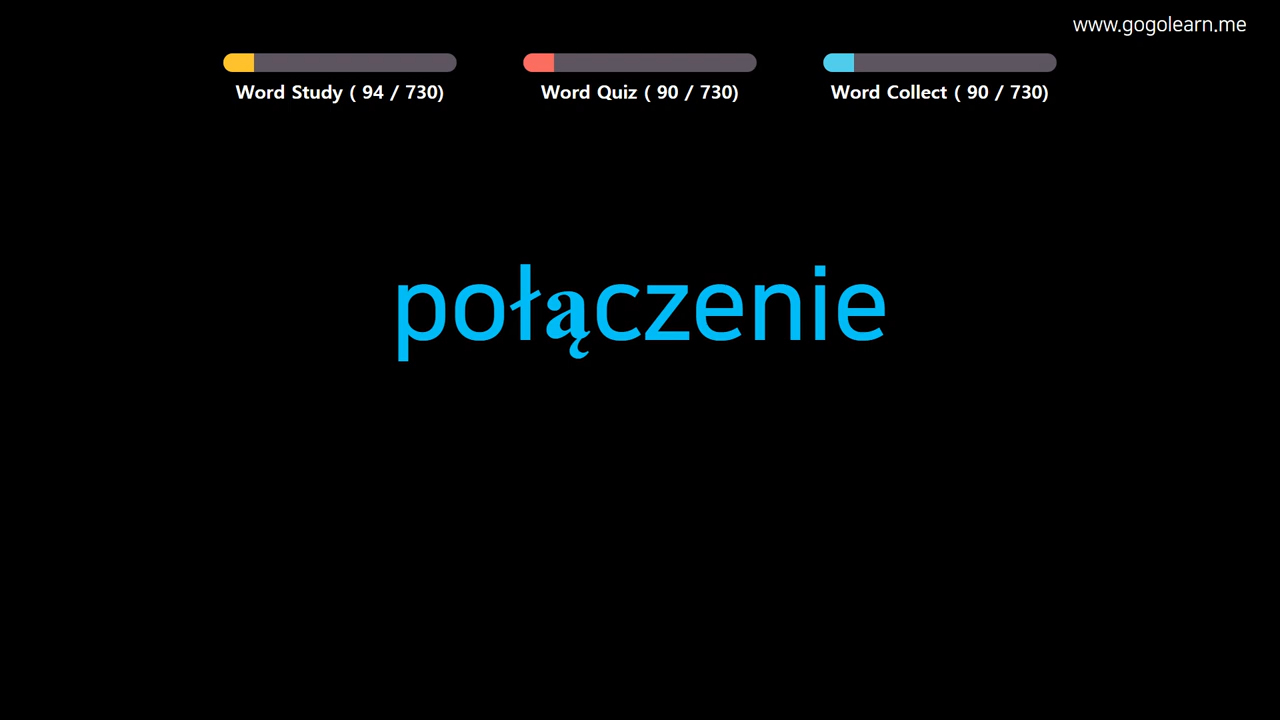 www.gogolearn.me
Word Study ( 94 / 730)
Word Quiz ( 90 / 730)
Word Collect ( 90 / 730)
połączenie